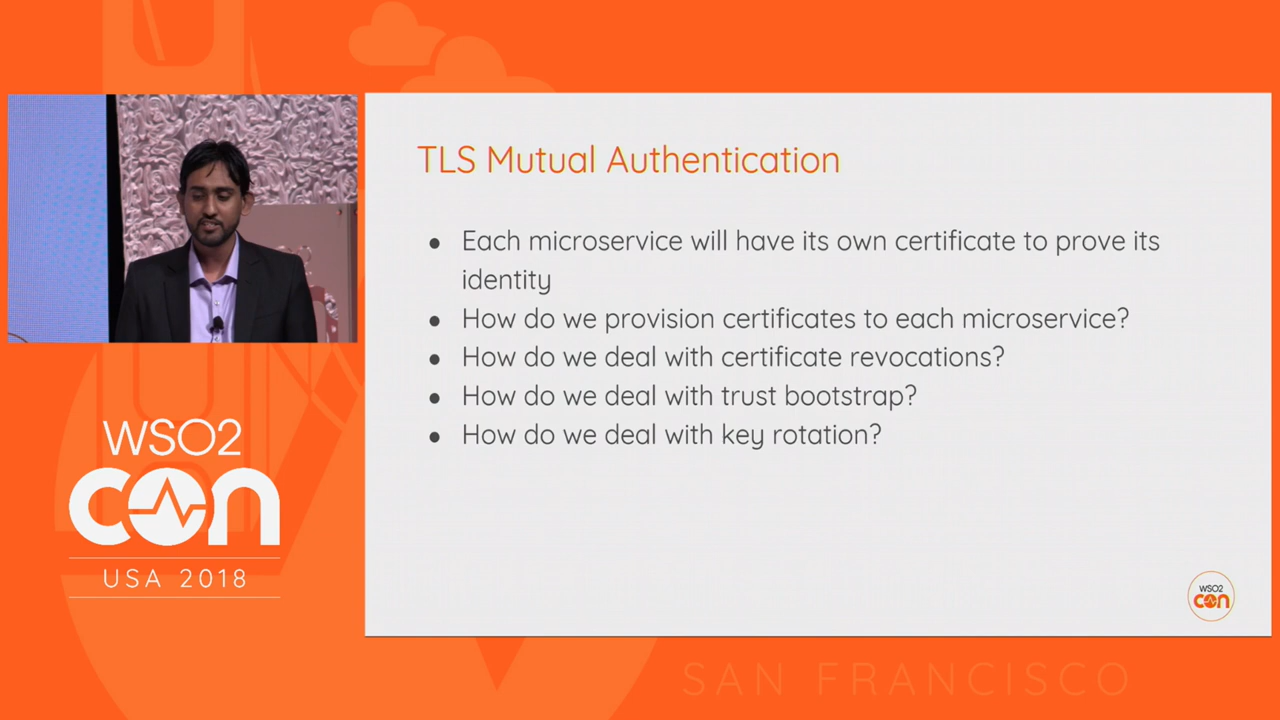 TLS Mutual Authentication
● Each microservice will have its own certificate to prove its
identity
● How do we provision certificates to each microservice?
● How do we deal with certificate revocations?
● How do we deal with trust bootstrap?
● How do we deal with key rotation?
WSO2
con
USA 2018
WSO2
con
SAN FRANCISCO